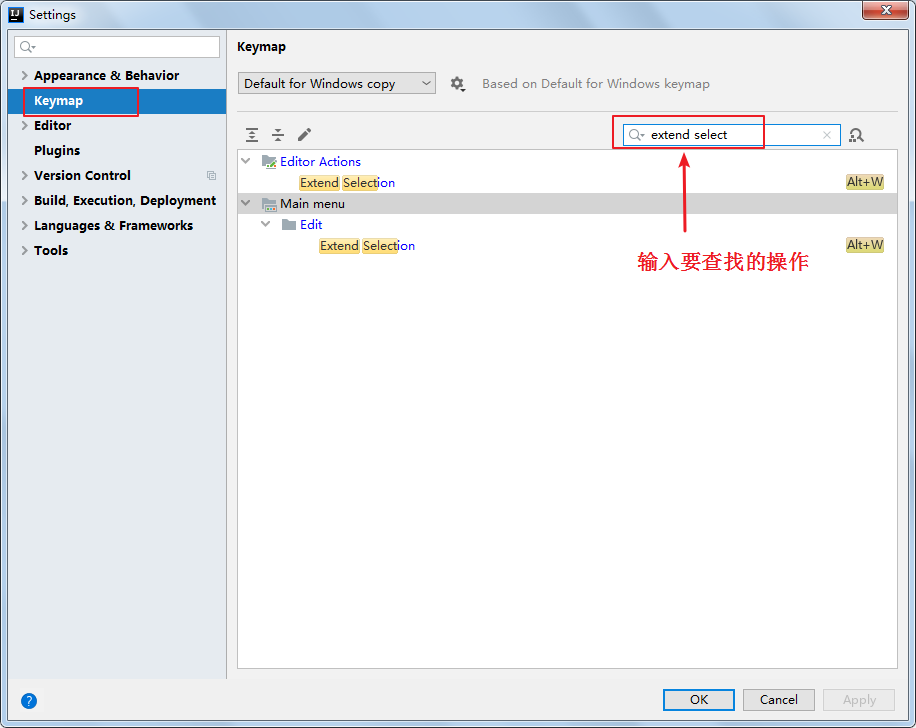 Settings
Keymap
Appearance & Behavior
Keymap
Editor
Plugins
Version Control
Build, Execution, Deployment
Languages & Frameworks
Tools
Default for Windows copy
Based on Default for Windows keymap
extend select
Editor Actions
Extend Selection Alt+W
Main menu
Edit
Extend Selection Alt+W
输入要查找的操作
?
OK Cancel Apply